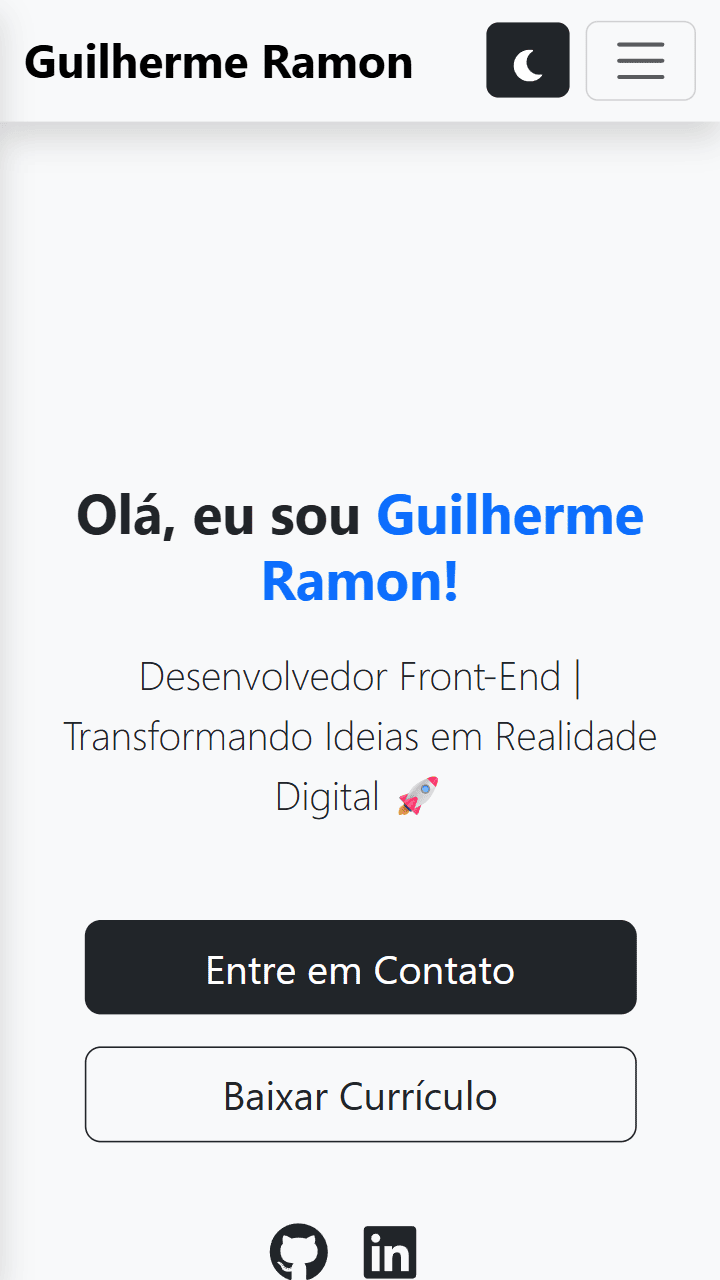 Guilherme Ramon
Olá, eu sou Guilherme
Ramon!
Desenvolvedor Front-End |
Transformando Ideias em Realidade
Digital 🚀
Entre em Contato
Baixar Currículo
in